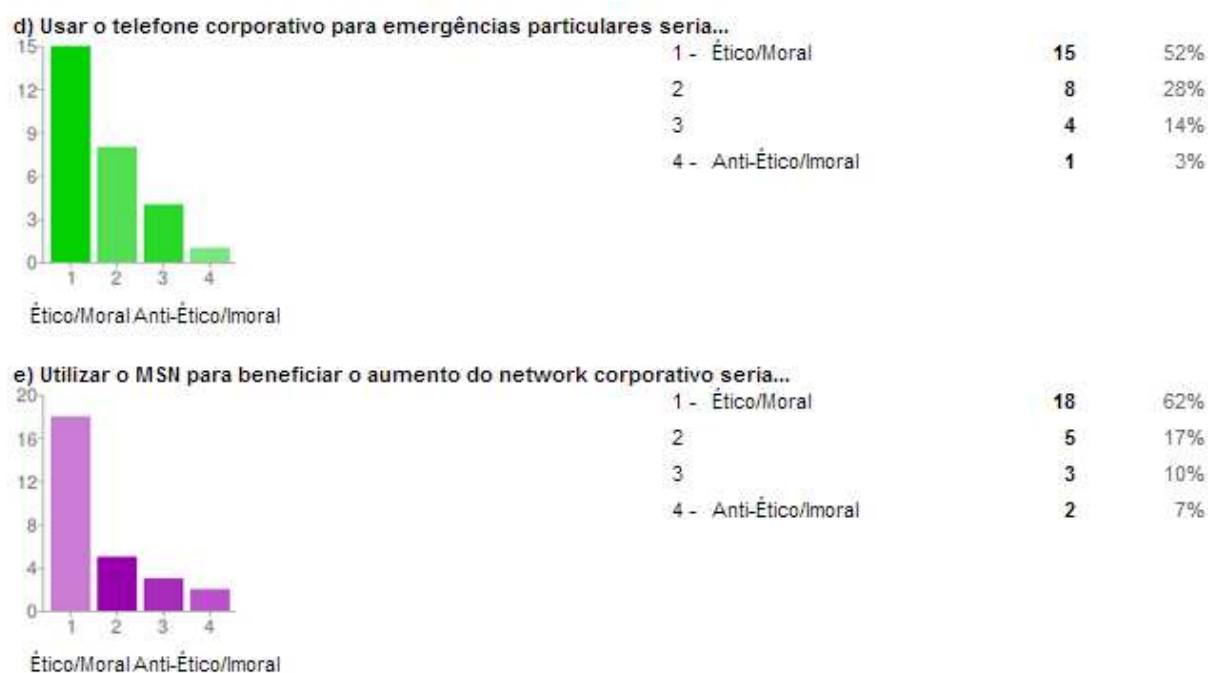 d) Usar o telefone corporativo para emergências particulares seria...
15
12
9
6
3
0
1 2 3 4
Ético/Moral Anti-Ético/Imoral
1 - Ético/Moral 15 52%
2 8 28%
3 4 14%
4 - Anti-Ético/Imoral 1 3%
e) Utilizar o MSN para beneficiar o aumento do network corporativo seria...
20
16
12
8
4
0
1 2 3 4
Ético/Moral Anti-Ético/Imoral
1 - Ético/Moral 18 62%
2 5 17%
3 3 10%
4 - Anti-Ético/Imoral 2 7%